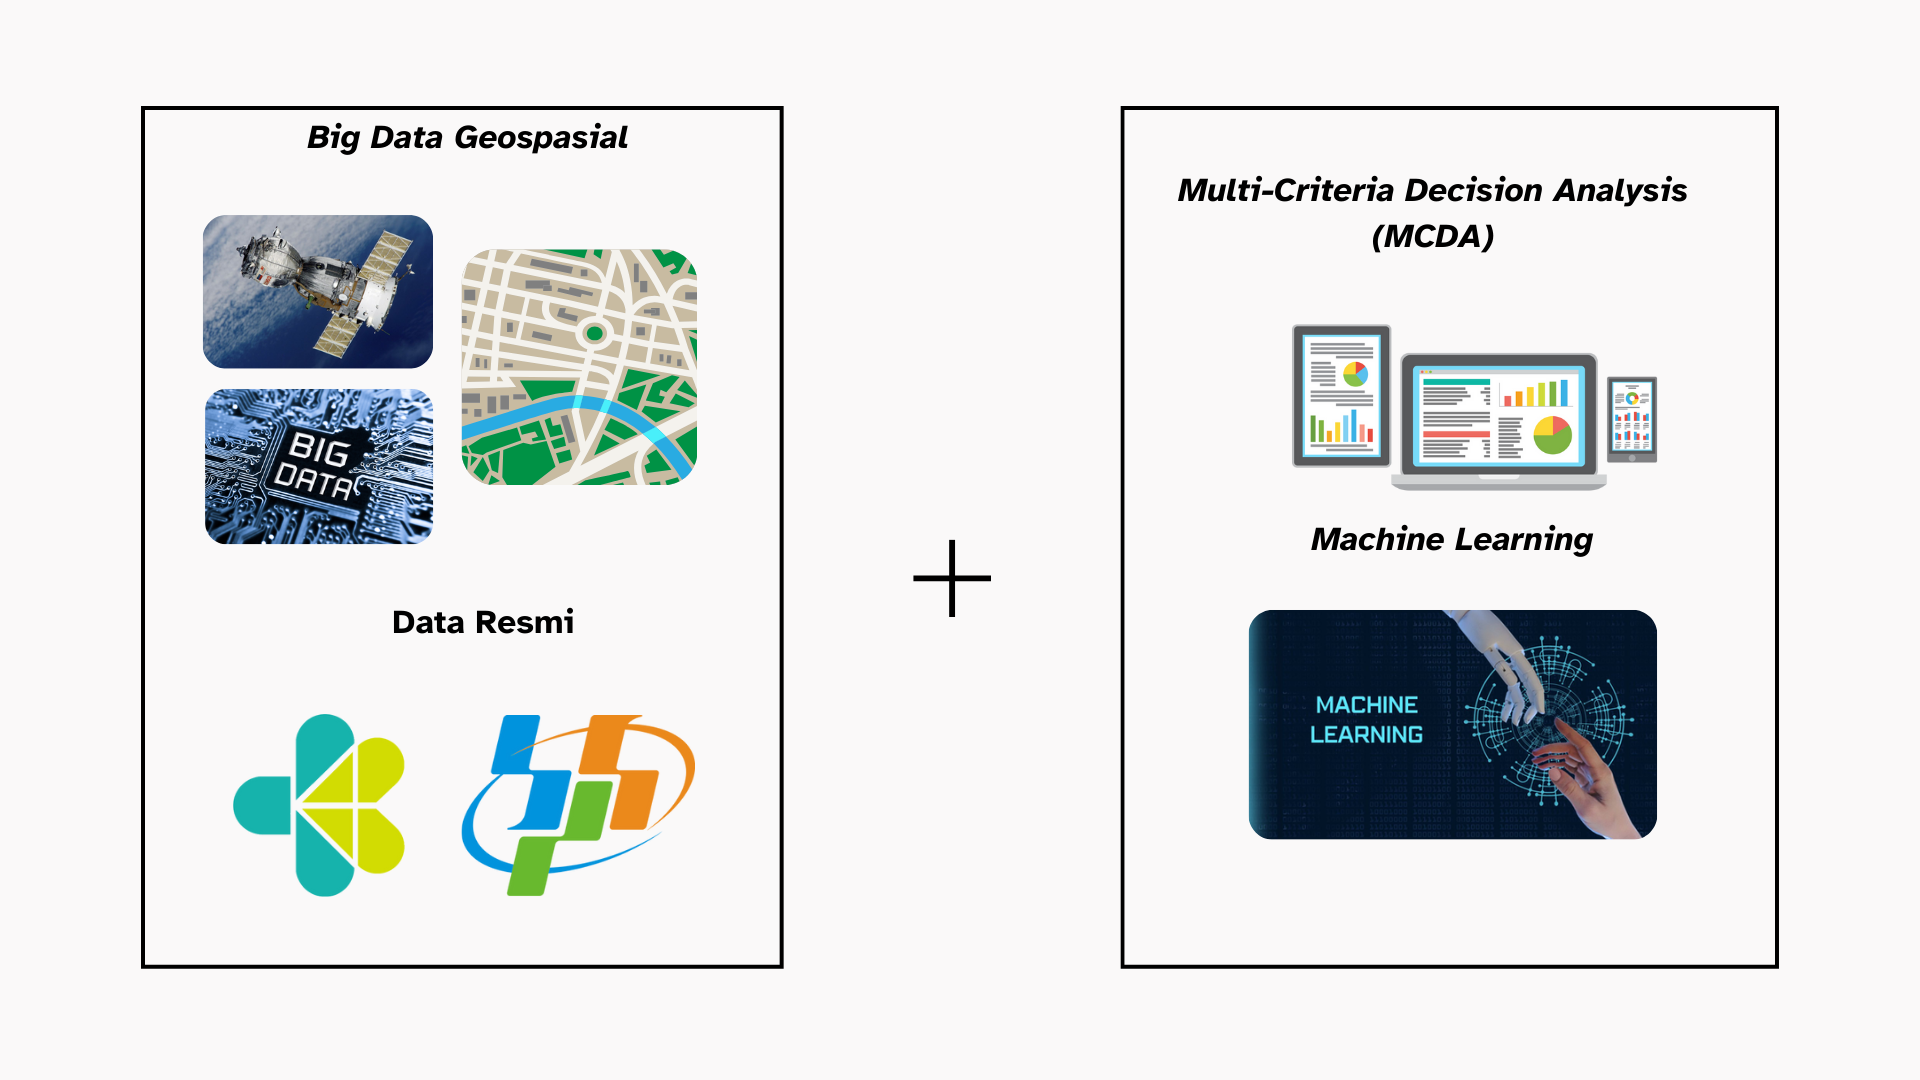 Big Data Geospasial
BIG
DATA
Data Resmi
Multi-Criteria Decision Analysis
(MCDA)
Machine Learning
MACHINE
LEARNING